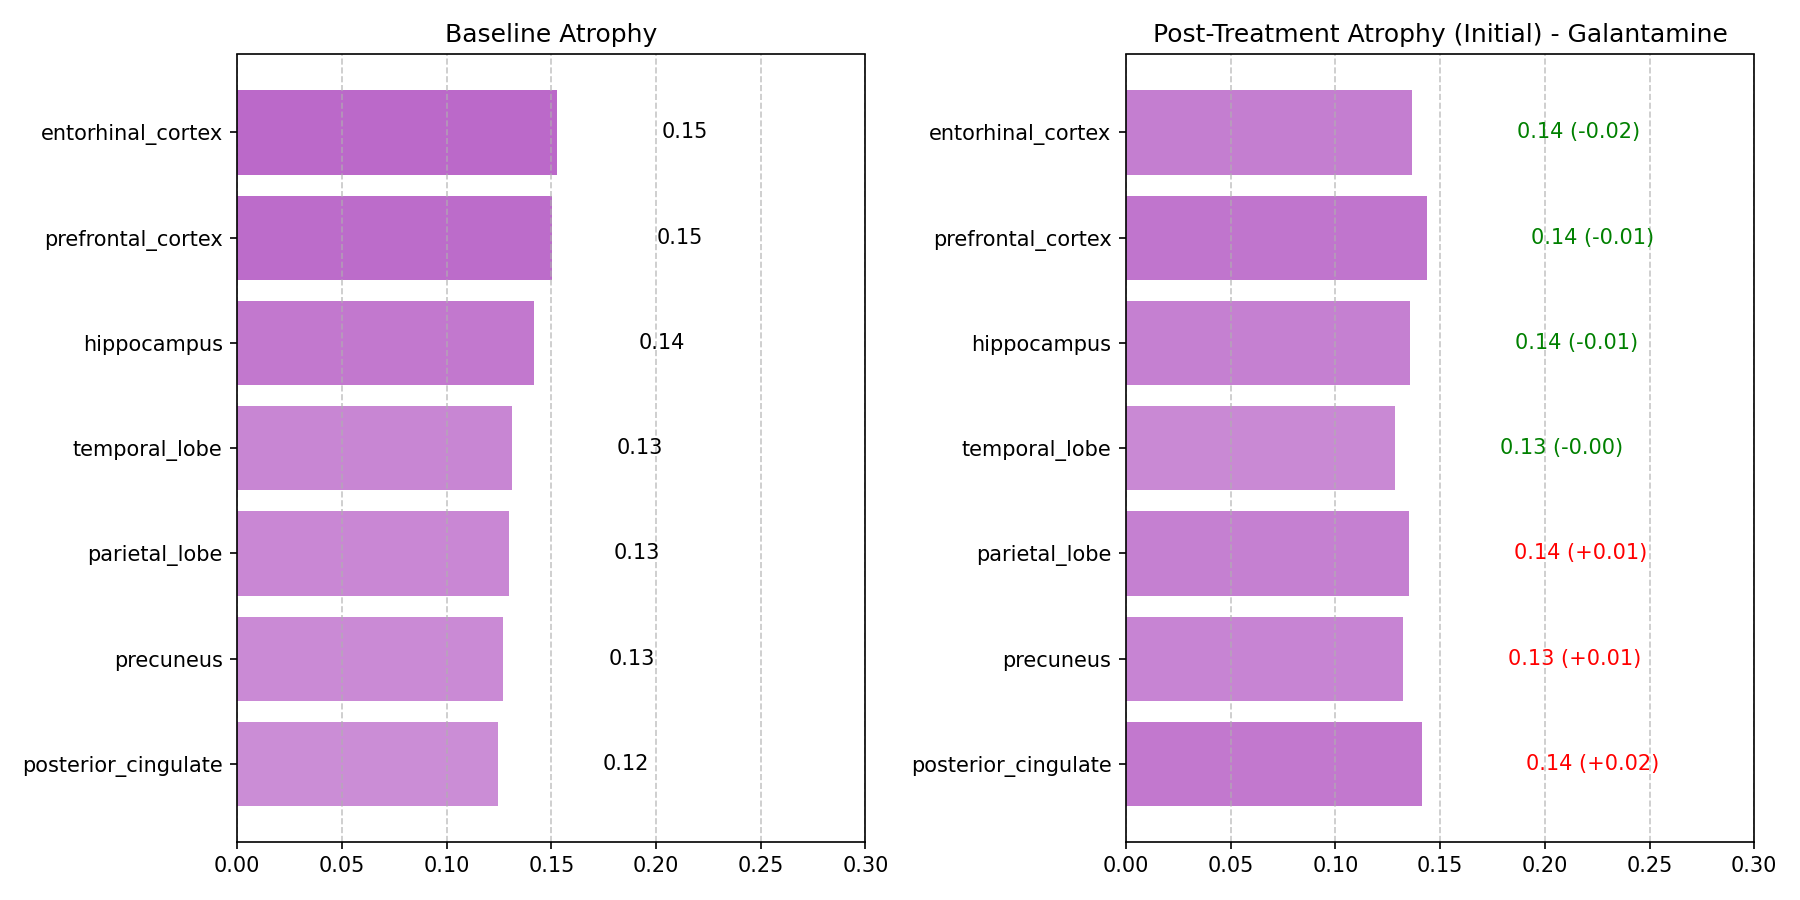 Baseline Atrophy
entorhinal_cortex 0.15
prefrontal_cortex 0.15
hippocampus 0.14
temporal_lobe 0.13
parietal_lobe 0.13
precuneus 0.13
posterior_cingulate 0.12
0.00 0.05 0.10 0.15 0.20 0.25 0.30
Post-Treatment Atrophy (Initial) - Galantamine
entorhinal_cortex 0.14 (-0.02)
prefrontal_cortex 0.14 (-0.01)
hippocampus 0.14 (-0.01)
temporal_lobe 0.13 (-0.00)
parietal_lobe 0.14 (+0.01)
precuneus 0.13 (+0.01)
posterior_cingulate 0.14 (+0.02)
0.00 0.05 0.10 0.15 0.20 0.25 0.30